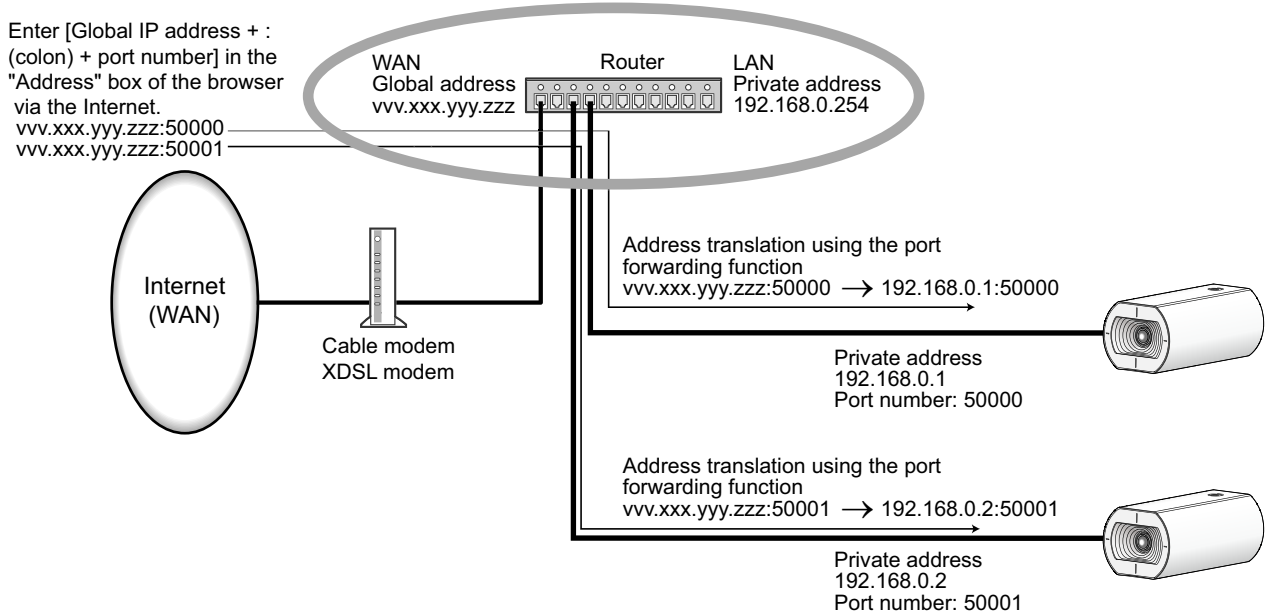 Enter [Global IP address + :
(colon) + port number] in the
"Address" box of the browser
via the Internet.
vvv.xxx.yyy.zzz:50000
vvv.xxx.yyy.zzz:50001
WAN
Global address
vvv.xxx.yyy.zzz
Router
LAN
Private address
192.168.0.254
Internet
(WAN)
Cable modem
XDSL modem
Address translation using the port
forwarding function
vvv.xxx.yyy.zzz:50000 → 192.168.0.1:50000
Private address
192.168.0.1
Port number: 50000
Address translation using the port
forwarding function
vvv.xxx.yyy.zzz:50001 → 192.168.0.2:50001
Private address
192.168.0.2
Port number: 50001